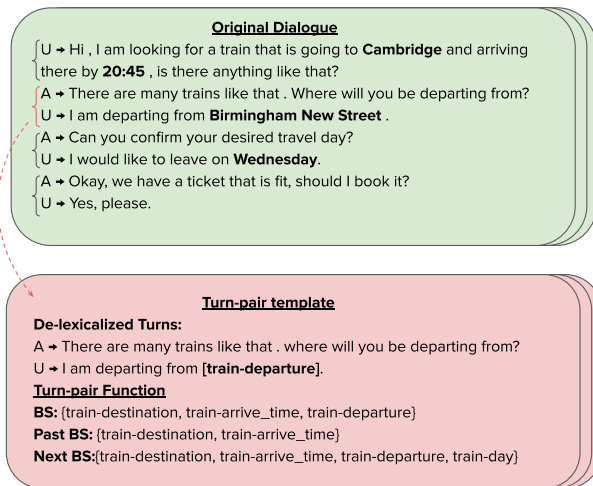 Original Dialogue
U → Hi , I am looking for a train that is going to Cambridge and arriving
there by 20:45 , is there anything like that?
A → There are many trains like that . Where will you be departing from?
U → I am departing from Birmingham New Street .
A → Can you confirm your desired travel day?
U → I would like to leave on Wednesday.
A → Okay, we have a ticket that is fit, should I book it?
U → Yes, please.
Turn-pair template
De-lexicalized Turns:
A → There are many trains like that . where will you be departing from?
U → I am departing from [train-departure].
Turn-pair Function
BS: {train-destination, train-arrive_time, train-departure}
Past BS: {train-destination, train-arrive_time}
Next BS:{train-destination, train-arrive_time, train-departure, train-day}